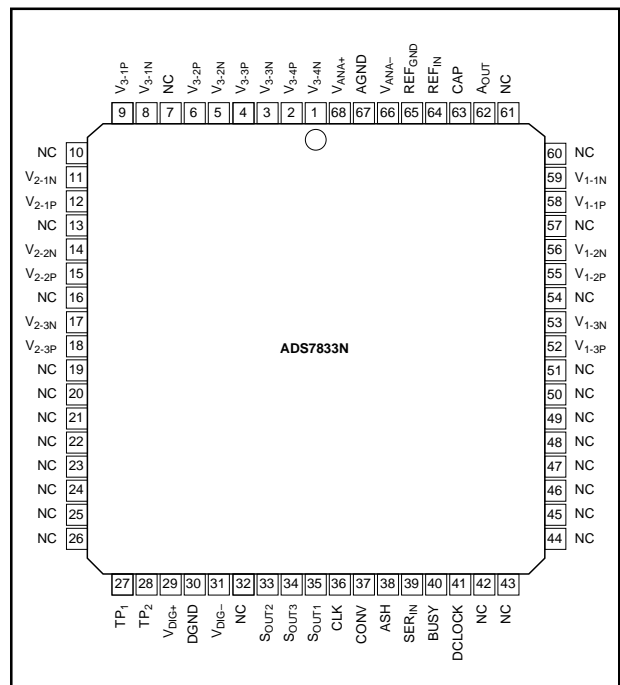 V3-1P V3-1N NC V3-2P V3-2N V3-3P V3-3N V3-4P V3-4N VANA+ AGND VANA– REFGND REFIN CAP AOUT NC
9 8 7 6 5 4 3 2 1 68 67 66 65 64 63 62 61
NC 10
V2-1N 11
V2-1P 12
NC 13
V2-2N 14
V2-2P 15
NC 16
V2-3N 17
V2-3P 18
NC 19
NC 20
NC 21
NC 22
NC 23
NC 24
NC 25
NC 26
ADS7833N
60 NC
59 V1-1N
58 V1-1P
57 NC
56 V1-2N
55 V1-2P
54 NC
53 V1-3N
52 V1-3P
51 NC
50 NC
49 NC
48 NC
47 NC
46 NC
45 NC
44 NC
27 28 29 30 31 32 33 34 35 36 37 38 39 40 41 42 43
TP1 TP2 VDIG+ DGND VDIG– NC SOUT2 SOUT3 SOUT1 CLK CONV ASH SERIN BUSY DCLOCK NC NC